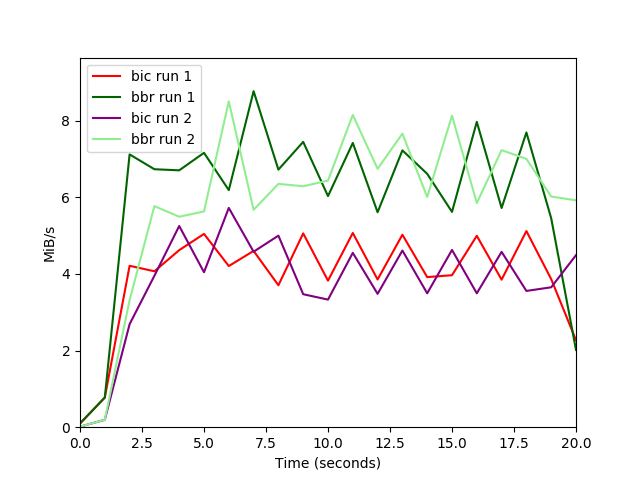 bic run 1
bbr run 1
bic run 2
bbr run 2
MiB/s
8
6
4
2
0
0.0 2.5 5.0 7.5 10.0 12.5 15.0 17.5 20.0
Time (seconds)